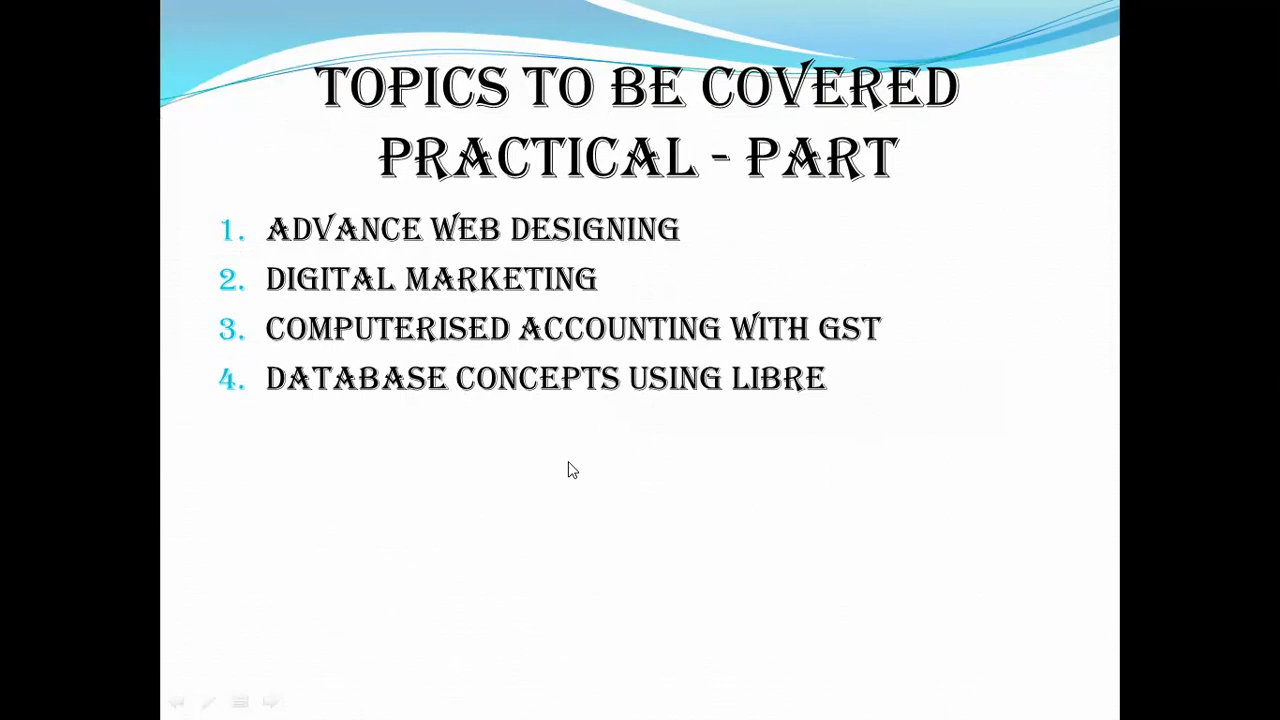 TOPICS TO BE COVERED
PRACTICAL - PART
1. ADVANCE WEB DESIGNING
2. DIGITAL MARKETING
3. COMPUTERISED ACCOUNTING WITH GST
4. DATABASE CONCEPTS USING LIBRE